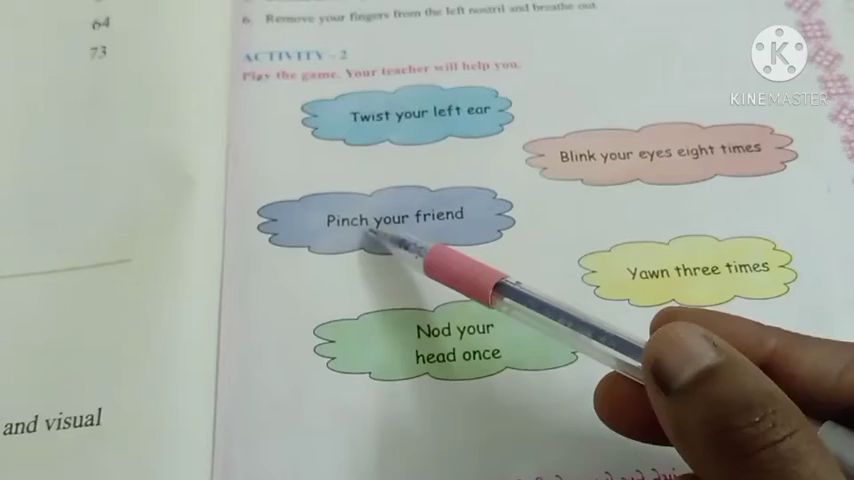 64
73
6. Remove your fingers from the left nostril and breathe out.
ACTIVITY - 2
Play the game. Your teacher will help you.
Twist your left ear
Blink your eyes eight times
Pinch your friend
Yawn three times
Nod your
head once
and visual
KINEMASTER